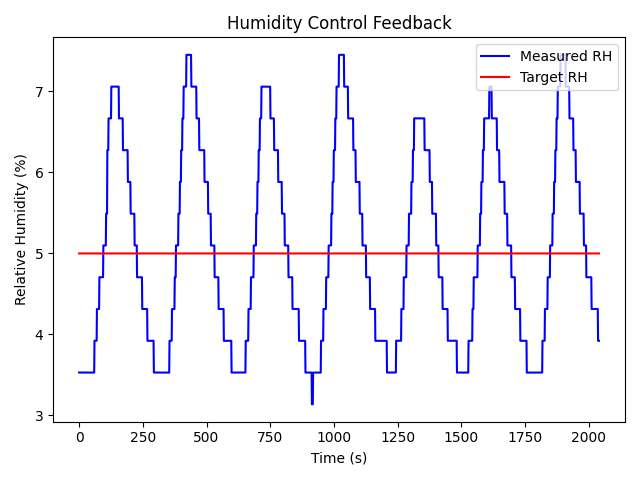 Humidity Control Feedback
Measured RH
Target RH
Relative Humidity (%)
7
6
5
4
3
0 250 500 750 1000 1250 1500 1750 2000
Time (s)